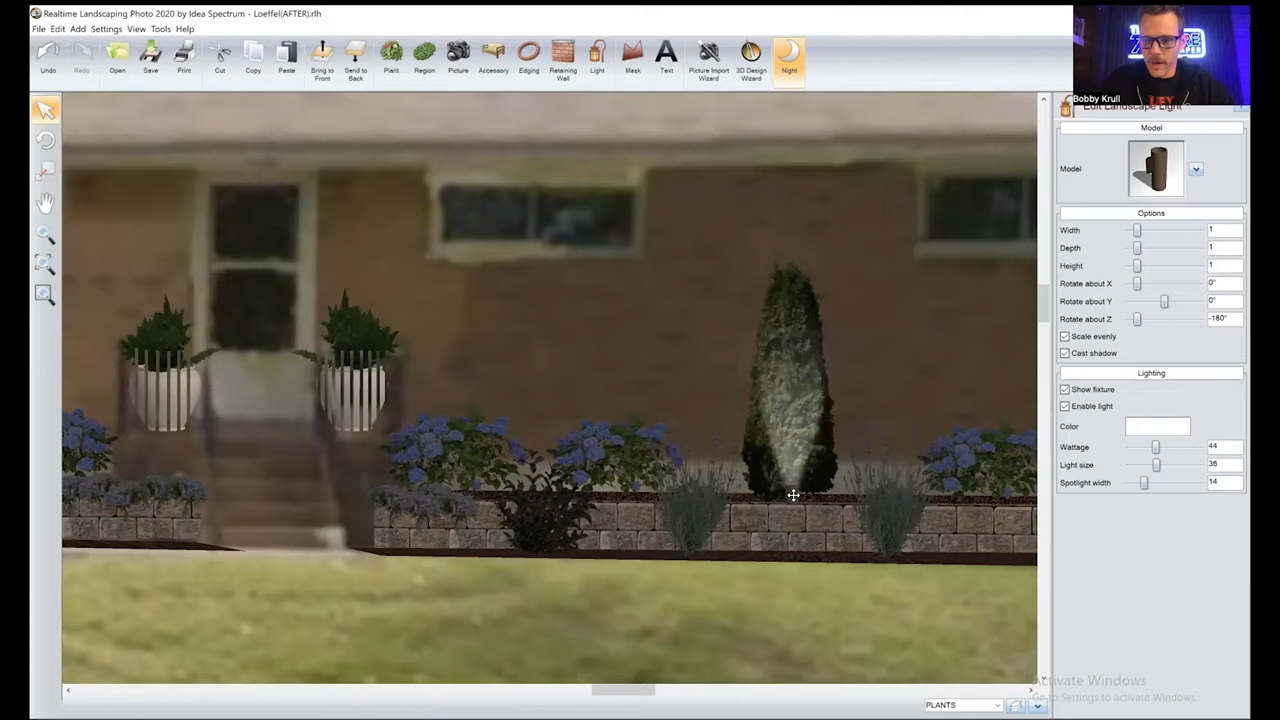 Realtime Landscaping Photo 2020 by Idea Spectrum - Loeffel(AFTER).rlh
File Edit View Add Settings View Tools Help
Undo Redo Open Save Print Cut Copy Paste Bring to Front Send to Back Plant Region Picture Accessory Edging Retaining Wall Light Mask Text Picture Import Wizard 3D Design Wizard Night
Bobby Krull
Edit Landscape Light
Model
Model
Options
Width 1
Depth 1
Height 1
Rotate about X 0°
Rotate about Y 0°
Rotate about Z -180°
Scale evenly
Cast shadow
Lighting
Show fixture
Enable light
Color
Wattage 44
Light size 36
Spotlight width 14
Activate Windows
Go to Settings to activate Windows.
PLANTS